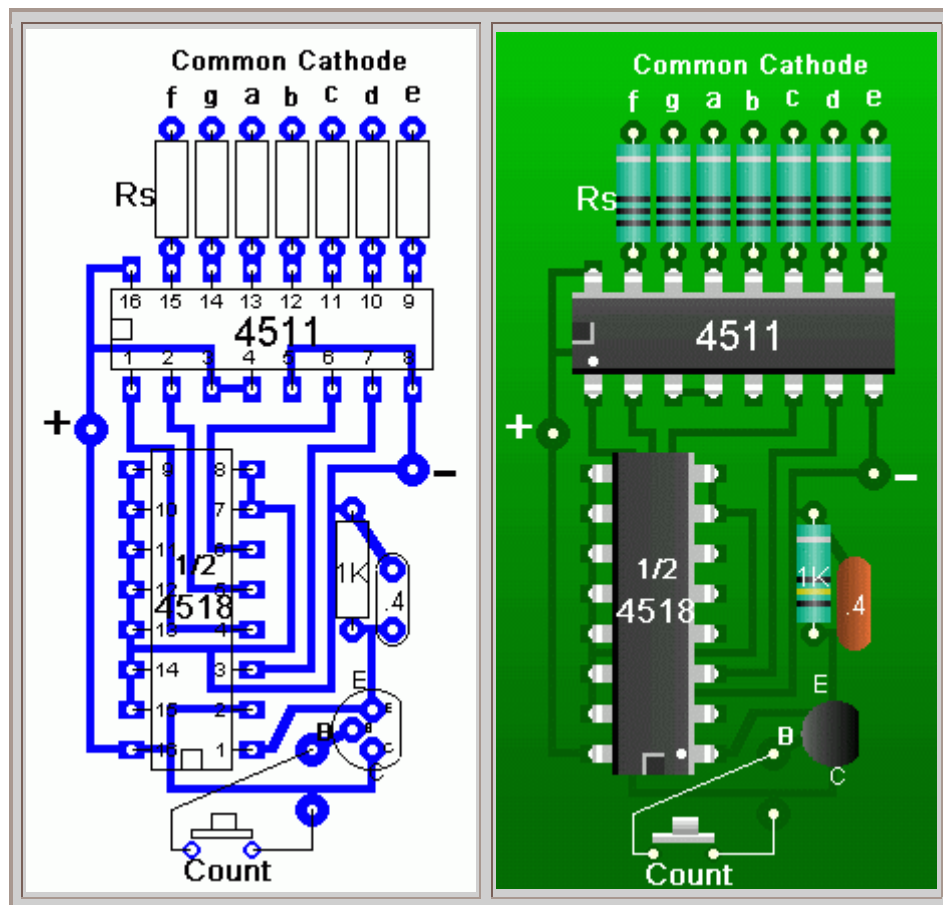 Common Cathode
f g a b c d e
Rs
16 15 14 13 12 11 10 9
4511
1 2 3 4 5 6 7 8
+
-
9 8
10 7
11 6
1/2
12 5
4518
13 4
14 3
15 2
16 1
1K
.4
E
E
B
B
C
C
Count
Common Cathode
f g a b c d e
Rs
4511
+
-
1/2
4518
1K
.4
E
B
C
Count